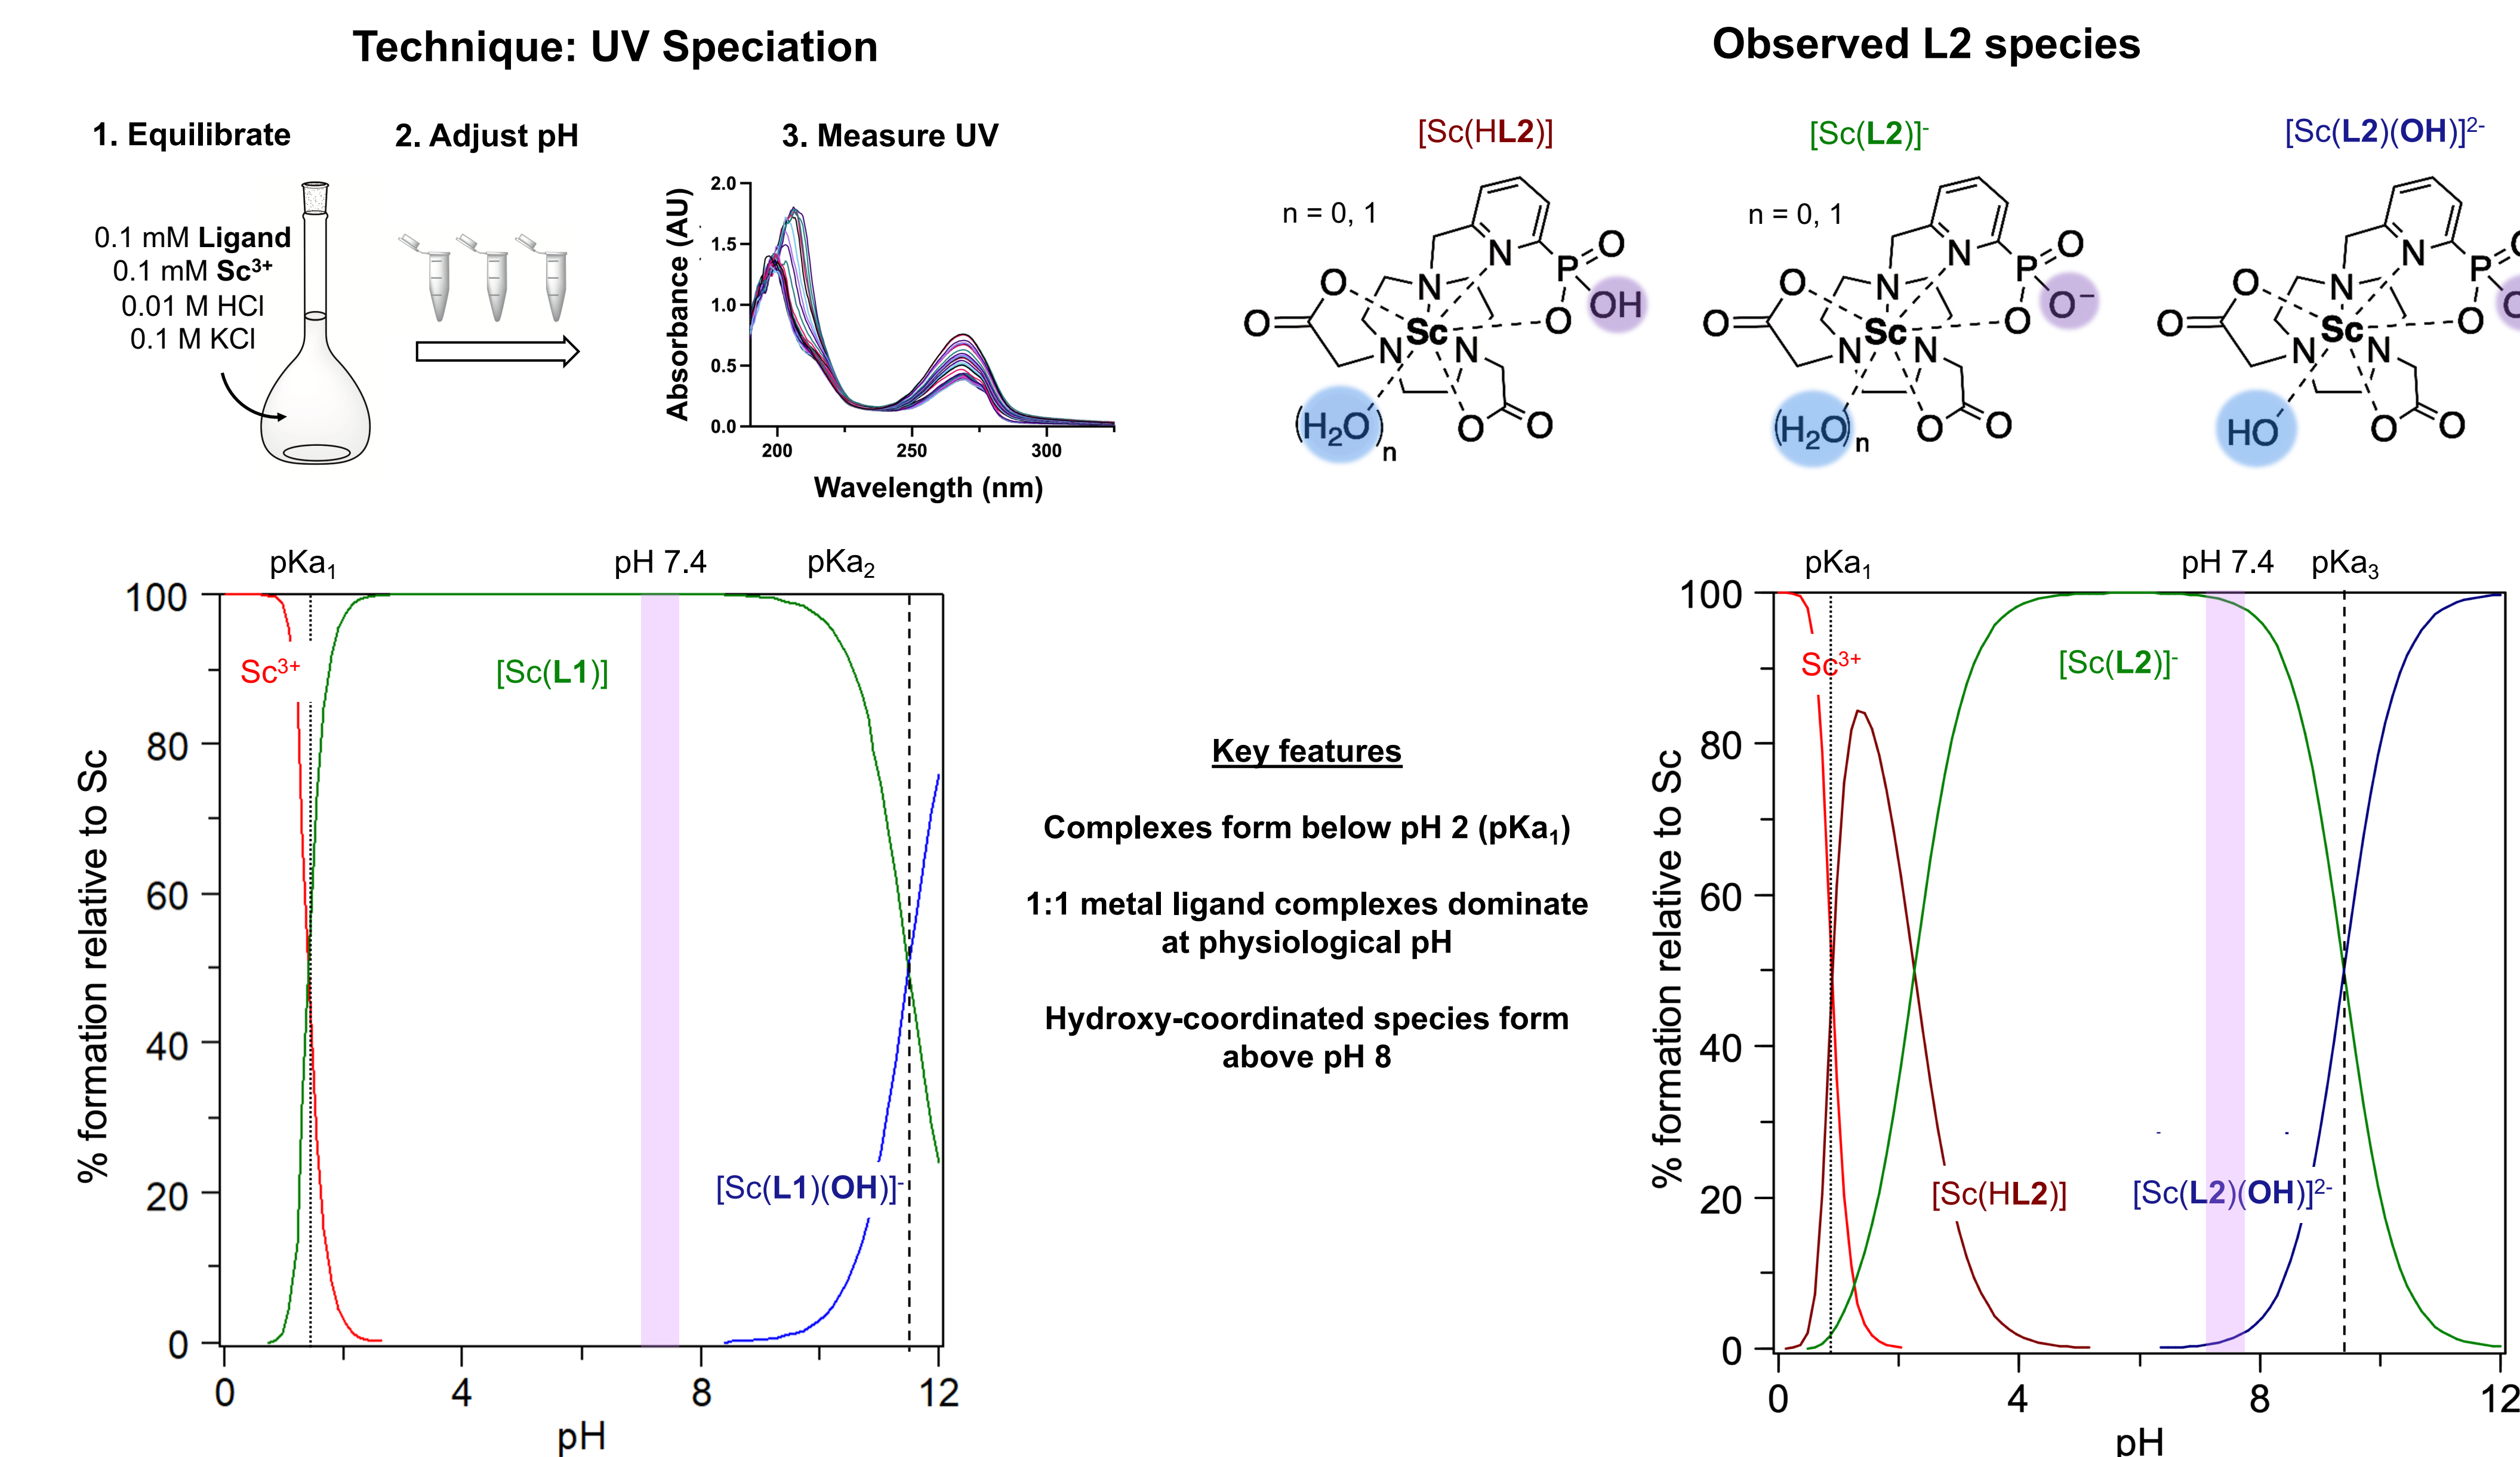 Technique: UV Speciation
1. Equilibrate
2. Adjust pH
3. Measure UV
0.1 mM Ligand
0.1 mM Sc³⁺
0.01 M HCl
0.1 M KCl
Absorbance (AU)
2.0
1.5
1.0
0.5
0.0
200
250
300
Wavelength (nm)
Observed L2 species
[Sc(HL2)]
[Sc(L2)]⁻
[Sc(L2)(OH)]²⁻
n = 0, 1
N
P
O
OH
O
O
N
O
Sc
N
N
(H₂O)n
O
O
n = 0, 1
N
P
O
O⁻
O
O
N
O
Sc
N
N
(H₂O)n
O
O
N
P
O
O
N
O
Sc
N
N
HO
O
O
pKa₁
pH 7.4
pKa₂
% formation relative to Sc
100
80
60
40
20
0
Sc³⁺
[Sc(L1)]
[Sc(L1)(OH)]⁻
0
4
8
12
pH
Key features
Complexes form below pH 2 (pKa₁)
1:1 metal ligand complexes dominate
at physiological pH
Hydroxy-coordinated species form
above pH 8
pKa₁
pH 7.4
pKa₃
% formation relative to Sc
100
80
60
40
20
0
Sc³⁺
[Sc(L2)]⁻
[Sc(HL2)]
[Sc(L2)(OH)]²⁻
0
4
8
12
pH